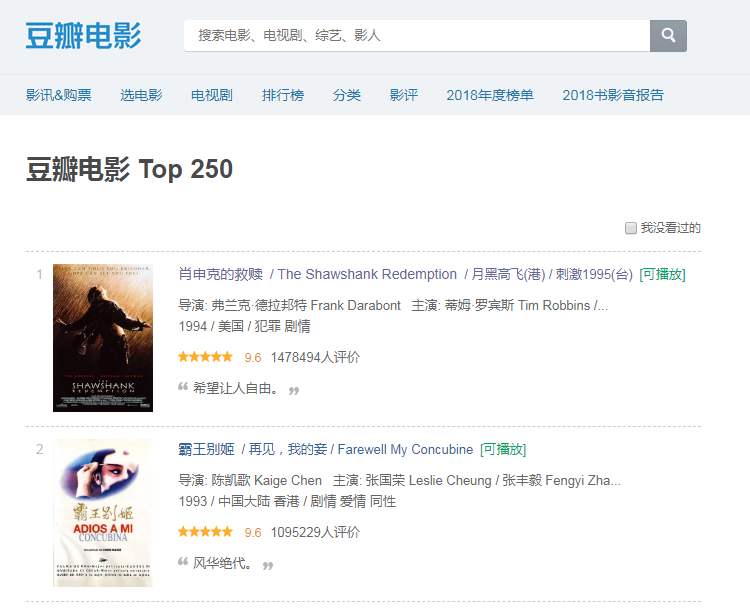 豆瓣电影
搜索电影、电视剧、综艺、影人
影讯&购票 选电影 电视剧 排行榜 分类 影评 2018年度榜单 2018书影音报告
豆瓣电影 Top 250
我没看过的
1
肖申克的救赎 / The Shawshank Redemption / 月黑高飞(港) / 刺激1995(台) [可播放]
导演: 弗兰克·德拉邦特 Frank Darabont 主演: 蒂姆·罗宾斯 Tim Robbins /...
1994 / 美国 / 犯罪 剧情
9.6 1478494人评价
“ 希望让人自由。 ”
SHAWSHANK
REDEMPTION
2
霸王别姬 / 再见，我的妾 / Farewell My Concubine [可播放]
导演: 陈凯歌 Kaige Chen 主演: 张国荣 Leslie Cheung / 张丰毅 Fengyi Zha...
1993 / 中国大陆 香港 / 剧情 爱情 同性
9.6 1095229人评价
“ 风华绝代。 ”
霸王别姬
ADIOS A MI
CONCUBINA